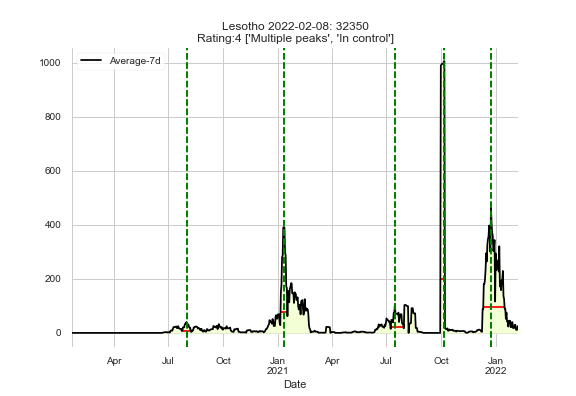 Lesotho 2022-02-08: 32350
Rating:4 ['Multiple peaks', 'In control']
Average-7d
1000
800
600
400
200
0
Apr
Jul
Oct
Jan
2021
Apr
Jul
Oct
Jan
2022
Date